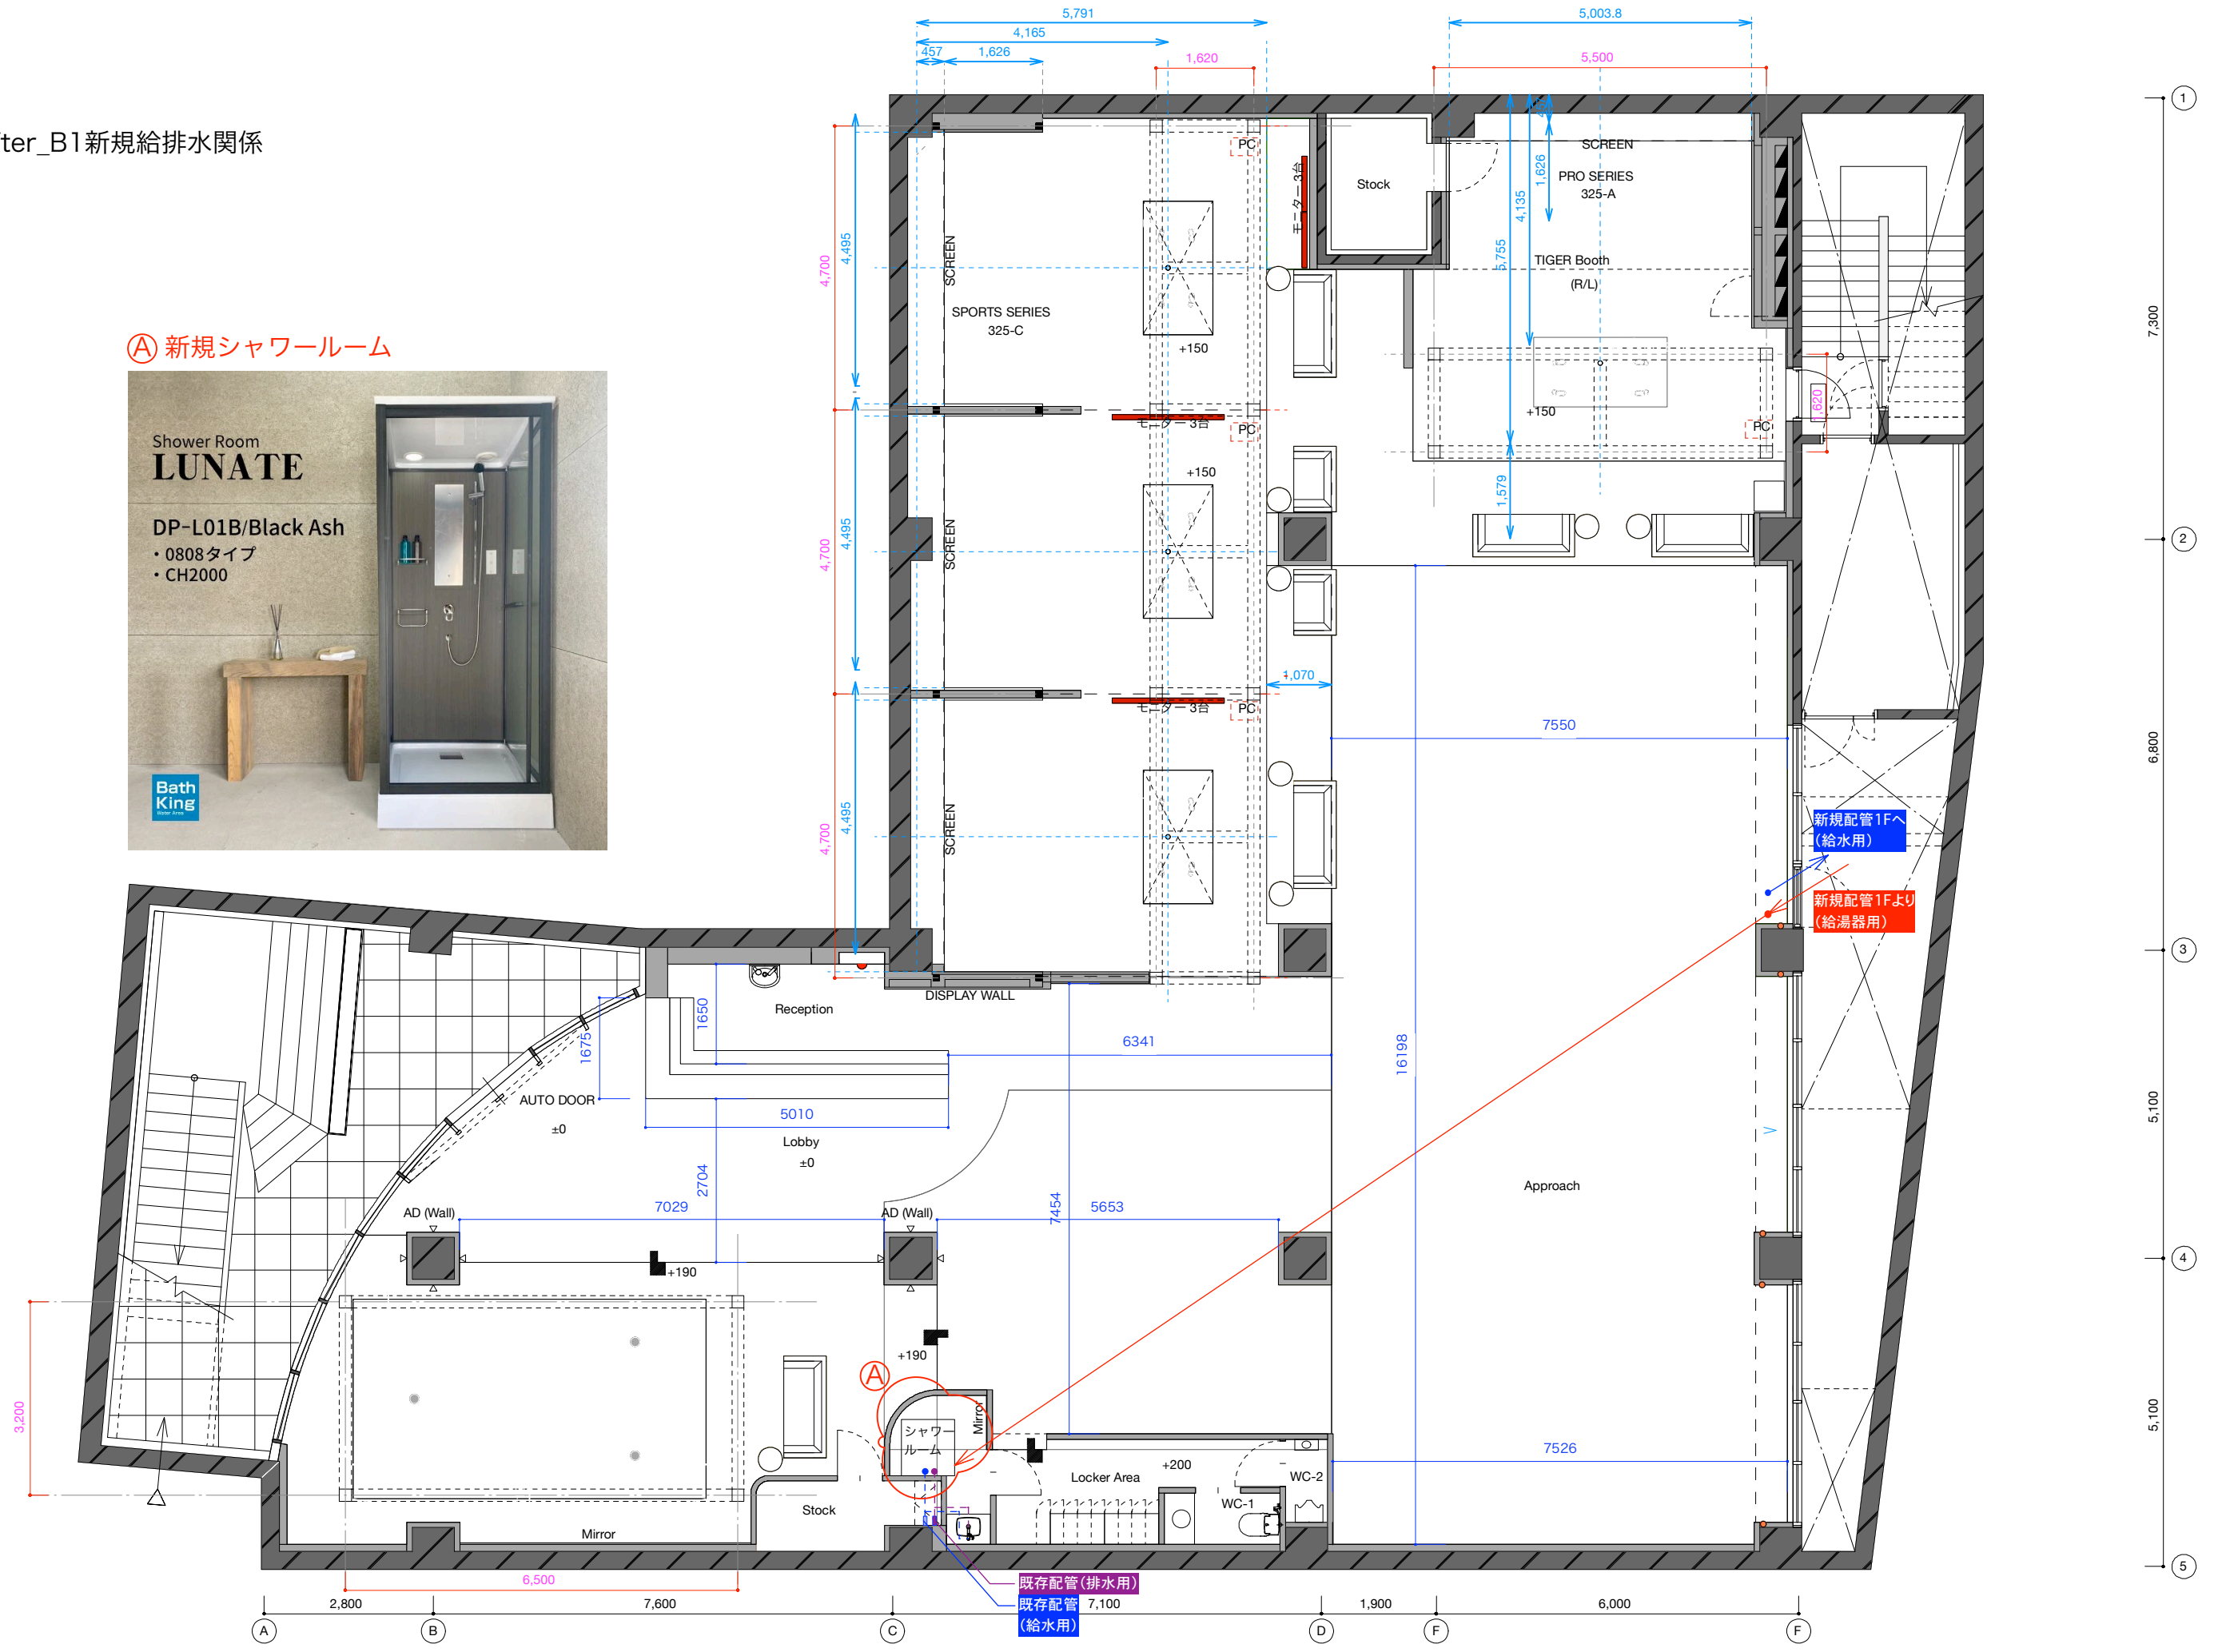 5,791
5,003.8
4,165
457
1,626
1,620
5,500
1
fter_B1新規給排水関係
PC
SCREEN
モニター 3台
Stock
PRO SERIES
325-A
1,626
4,135
5,755
4,495
4,700
SCREEN
TIGER Booth
(R/L)
SPORTS SERIES
325-C
7,300
A 新規シャワールーム
+150
1,620
+150
モニター 3台
PC
PC
Shower Room
LUNATE
DP-L01B/Black Ash
・0808タイプ
・CH2000
Bath
King
+150
1,579
4,700
4,495
SCREEN
2
1,070
モニター 3台
PC
7550
6,800
4,700
4,495
SCREEN
新規配管1Fへ
(給水用)
新規配管1Fより
(給湯器用)
3
DISPLAY WALL
Reception
1650
1675
6341
16198
AUTO DOOR
±0
5010
Lobby
±0
5,100
2704
7454
Approach
AD (Wall)
7029
AD (Wall)
5653
+190
4
+190
A
3,200
シャワー
ルーム
Mirror
5,100
7526
Locker Area
+200
WC-2
WC-1
Stock
Mirror
6,500
既存配管(排水用)
既存配管
(給水用)
5
2,800
7,600
7,100
1,900
6,000
A
B
C
D
F
F